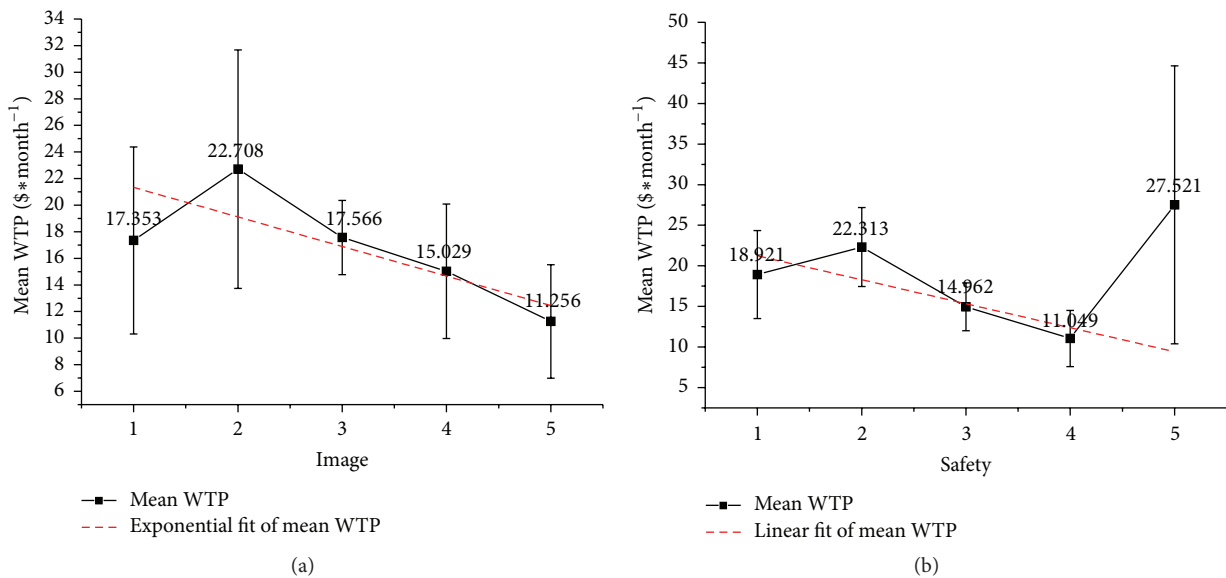 34
32
30
28
26
24
22
20
18
16
14
12
10
8
6
Mean WTP ($∗month⁻¹)
17.353
22.708
17.566
15.029
11.256
1 2 3 4 5
Image
Mean WTP
Exponential fit of mean WTP
(a)
50
45
40
35
30
25
20
15
10
5
Mean WTP ($∗month⁻¹)
18.921
22.313
14.962
11.049
27.521
1 2 3 4 5
Safety
Mean WTP
Linear fit of mean WTP
(b)